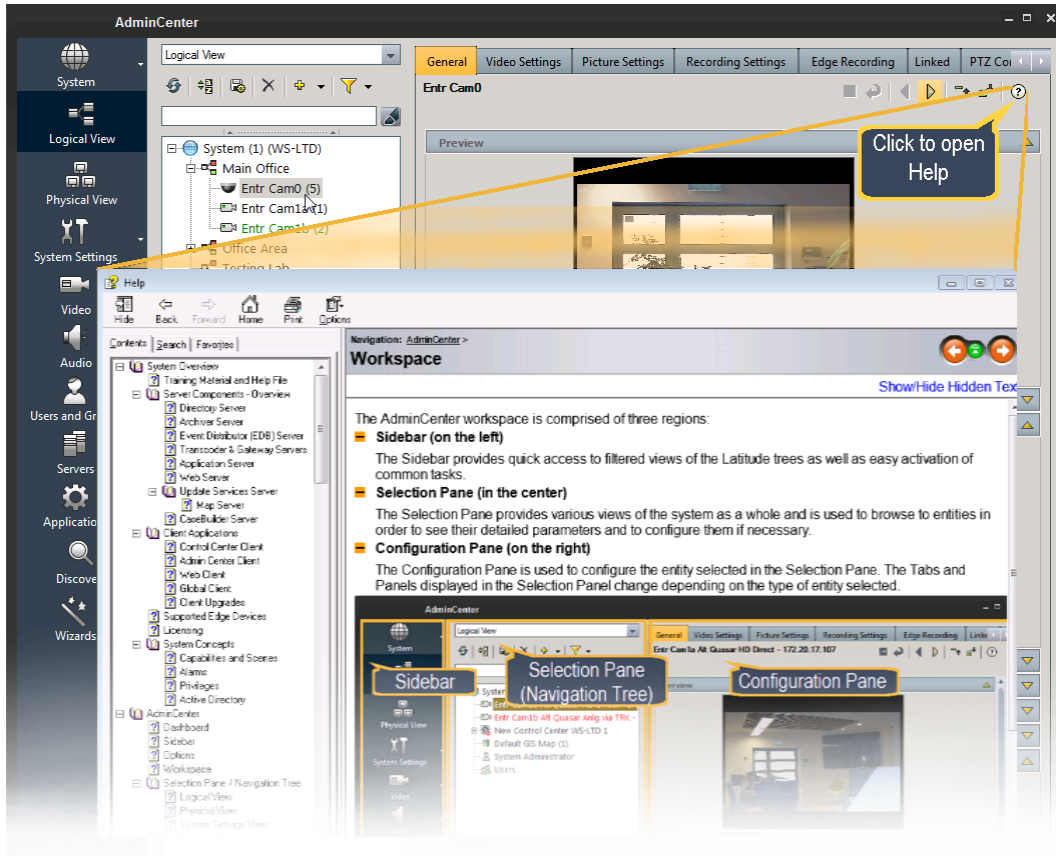 AdminCenter
System
Logical View
Physical View
System Settings
Video
Audio
Users and Gr
Servers
Applicatio
Discove
Wizards
Logical View
System (1) (WS-LTD)
Main Office
Entr Cam0 (5)
Entr Cam1a (1)
Entr Cam1b (2)
Office Area
Testing Lab
General Video Settings Picture Settings Recording Settings Edge Recording Linked PTZ Co
Entr Cam0
Preview
Click to open
Help
Help
Hide Back Forward Home Print Options
Contents Search Favorites
System Overview
Training Material and Help File
Server Components - Overview
Directory Server
Archiver Server
Event Distributor (EDB) Server
Transcoder & Gateway Servers
Application Server
Web Server
Update Services Server
Map Server
CaseBuilder Server
Client Applications
Control Center Client
Admin Center Client
Web Client
Global Client
Client Upgrades
Supported Edge Devices
Licensing
System Concepts
Capabilities and Scenes
Alarms
Privileges
Active Directory
AdminCenter
Dashboard
Sidebar
Options
Workspace
Selection Pane / Navigation Tree
Logical View
Physical View
System Settings View
Navigation: AdminCenter >
Workspace
Show/Hide Hidden Tex
The AdminCenter workspace is comprised of three regions:
Sidebar (on the left)
The Sidebar provides quick access to filtered views of the Latitude trees as well as easy activation of
common tasks.
Selection Pane (in the center)
The Selection Pane provides various views of the system as a whole and is used to browse to entities in
order to see their detailed parameters and to configure them if necessary.
Configuration Pane (on the right)
The Configuration Pane is used to configure the entity selected in the Selection Pane. The Tabs and
Panels displayed in the Selection Panel change depending on the type of entity selected.
AdminCenter
System
Physical View
System Settings
Video
Logical View
General Video Settings Picture Settings Recording Settings Edge Recording Linke
Entr Cam1a Alt Quasar HD Direct - 172.20.17.107
Sidebar
Selection Pane
(Navigation Tree)
Configuration Pane
Entr Cam1b Alt Quasar Anlg via TRK -
New Control Center WS-LTD 1
Default GIS Map (1)
System Administrator
Users